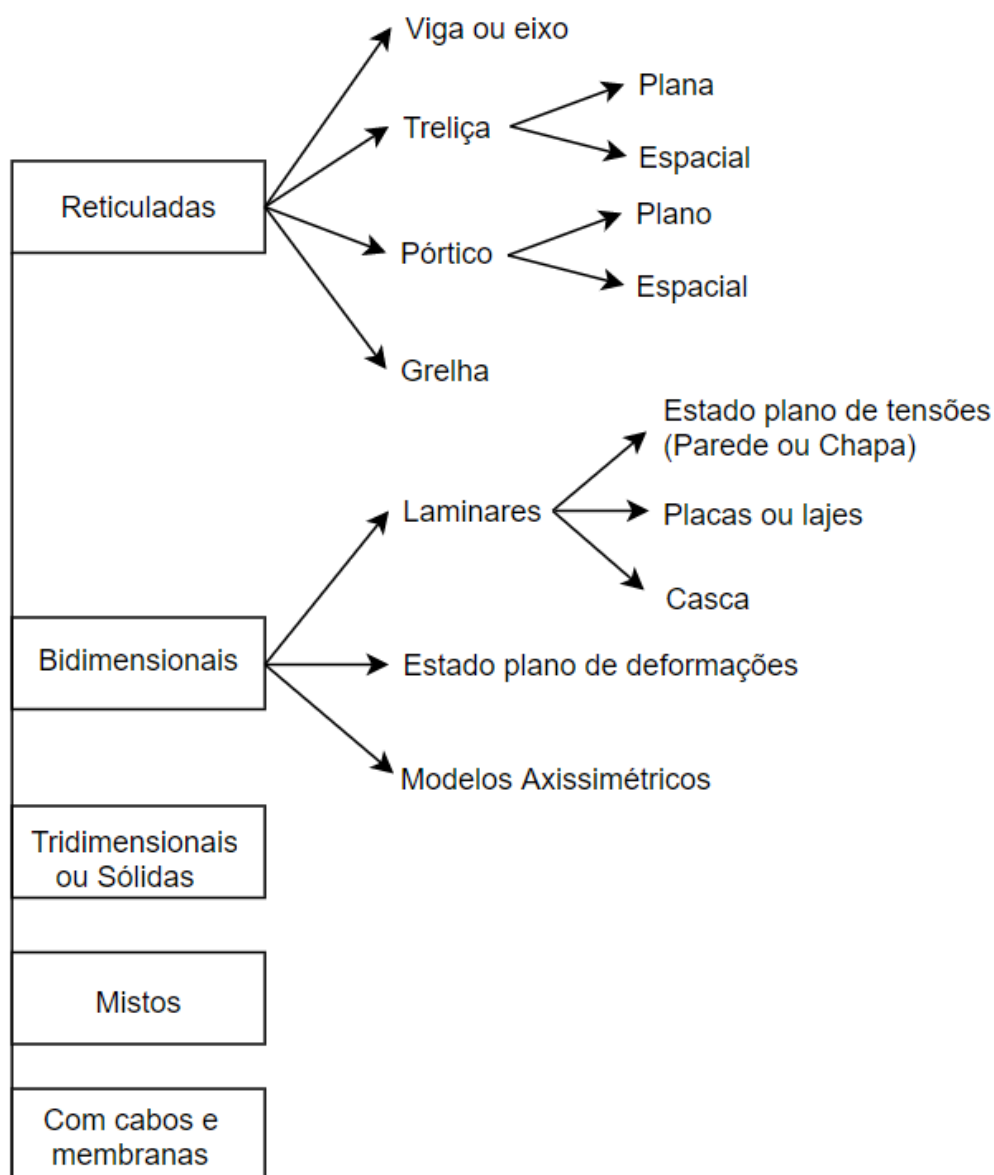 Reticuladas
Viga ou eixo
Treliça
Plana
Espacial
Pórtico
Plano
Espacial
Grelha
Bidimensionais
Laminares
Estado plano de tensões
(Parede ou Chapa)
Placas ou lajes
Casca
Estado plano de deformações
Modelos Axissimétricos
Tridimensionais
ou Sólidas
Mistos
Com cabos e
membranas